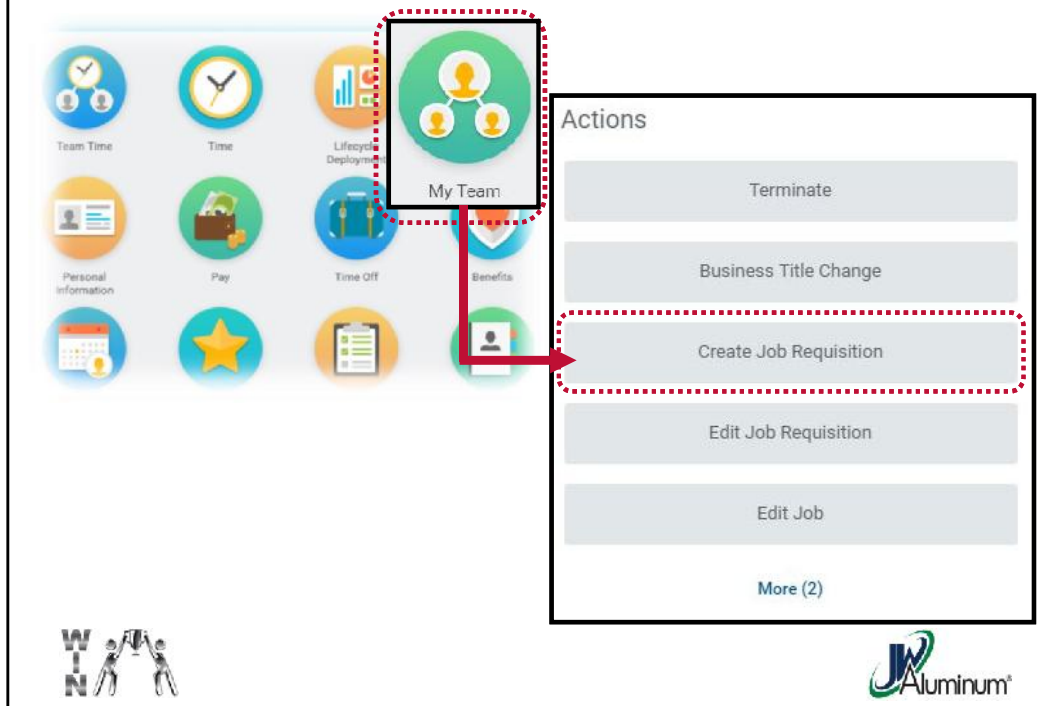 Team Time
Time
Lifecycle
Deployment
My Team
Personal
Information
Pay
Time Off
Benefits
Actions
Terminate
Business Title Change
Create Job Requisition
Edit Job Requisition
Edit Job
More (2)
WIN
JW Aluminum®